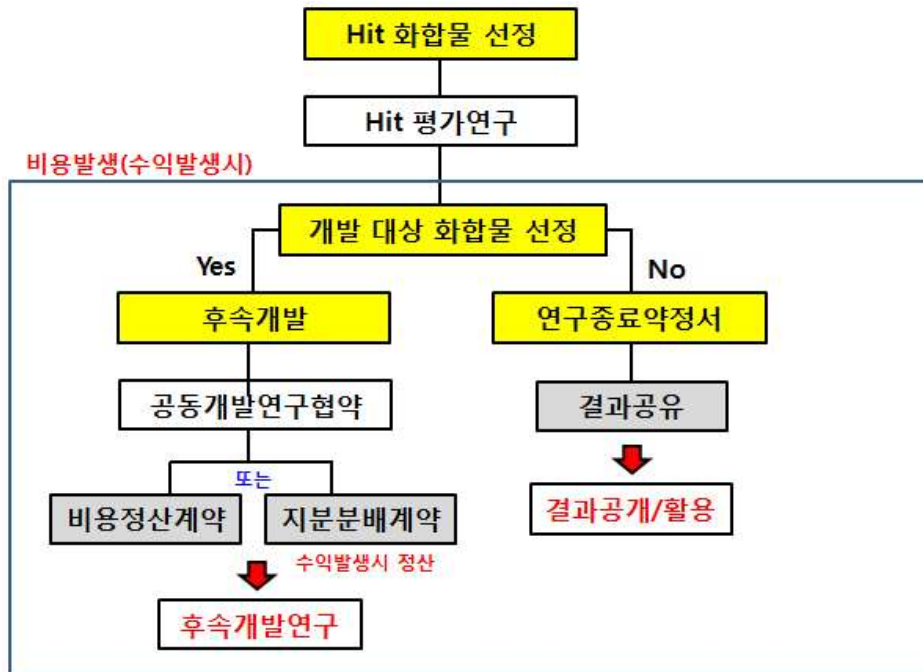 Hit 화합물 선정
Hit 평가연구
비용발생(수익발생시)
개발 대상 화합물 선정
Yes
No
후속개발
연구종료약정서
공동개발연구협약
결과공유
또는
비용정산계약
지분분배계약
결과공개/활용
수익발생시 정산
후속개발연구